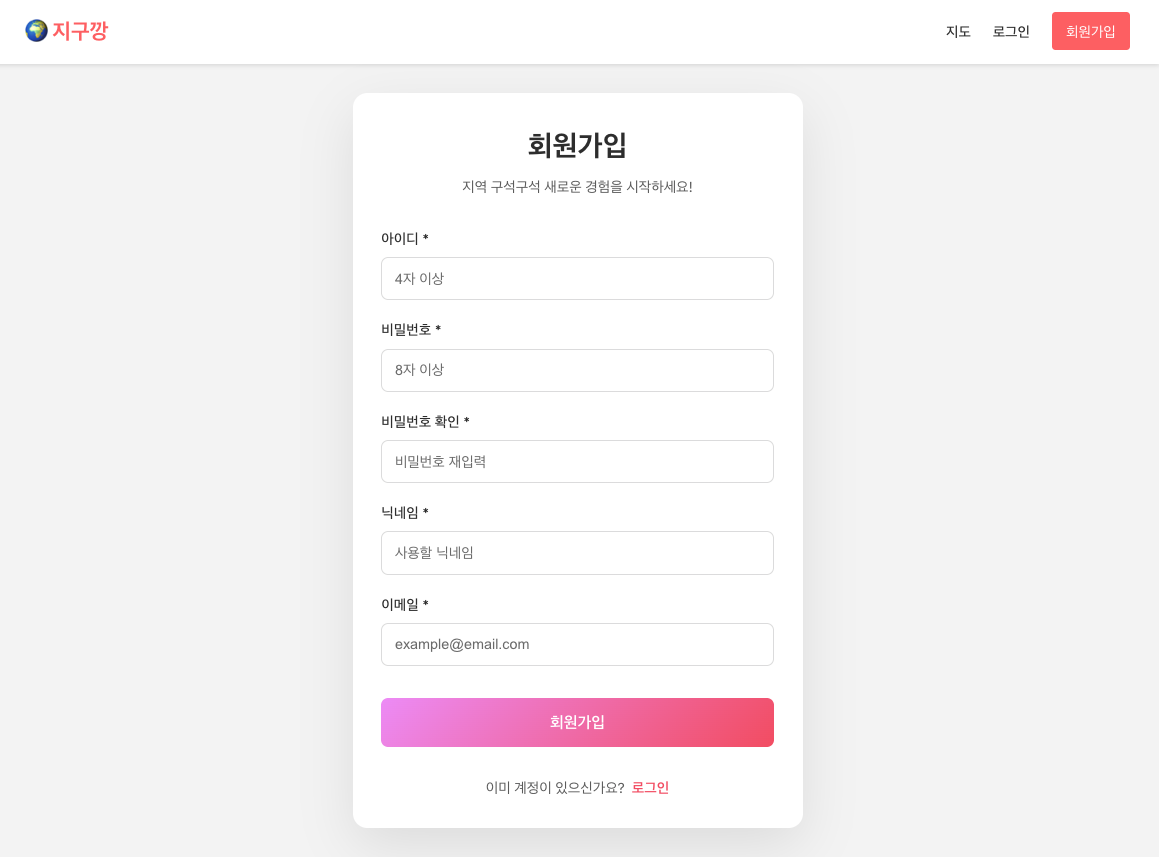 지구깡
지도 로그인 회원가입
회원가입
지역 구석구석 새로운 경험을 시작하세요!
아이디 *
4자 이상
비밀번호 *
8자 이상
비밀번호 확인 *
비밀번호 재입력
닉네임 *
사용할 닉네임
이메일 *
example@email.com
회원가입
이미 계정이 있으신가요? 로그인